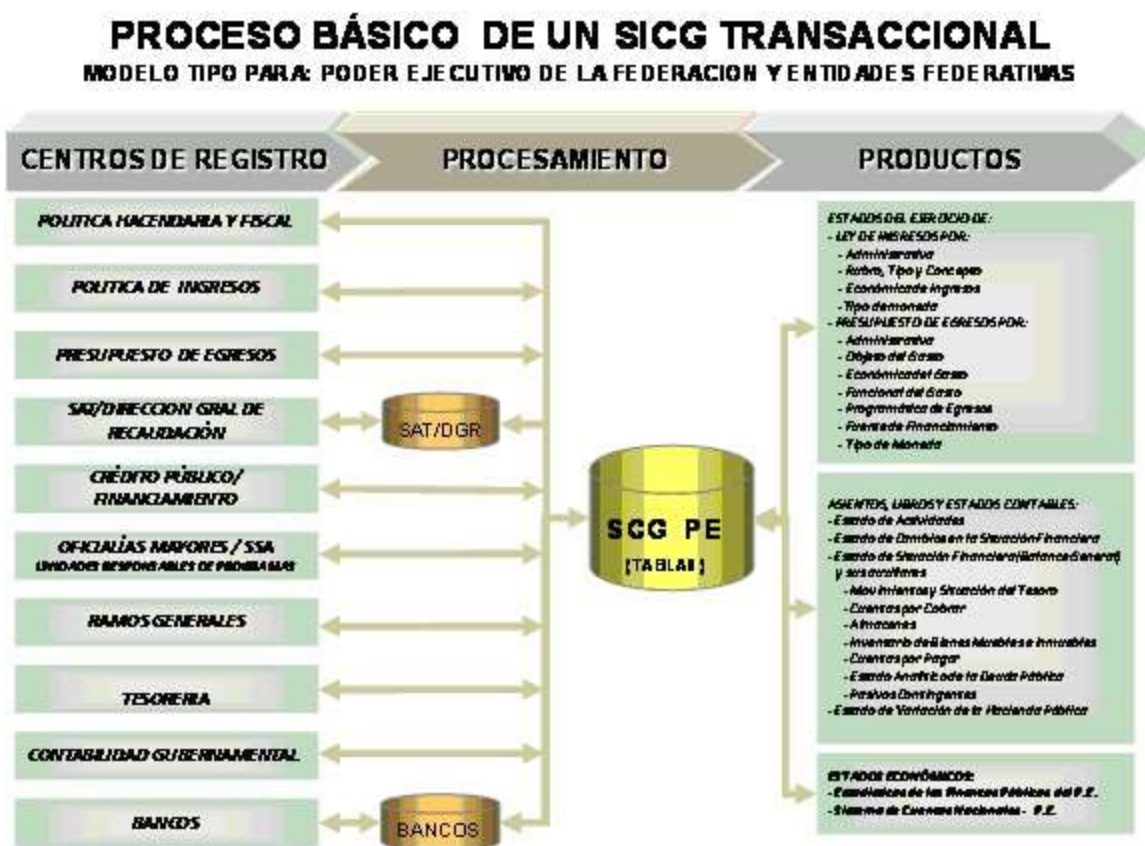 PROCESO BÁSICO DE UN SICG TRANSACCIONAL
MODELO TIPO PARA: PODER EJECUTIVO DE LA FEDERACION Y ENTIDADES FEDERATIVAS
CENTROS DE REGISTRO
PROCESAMIENTO
PRODUCTOS
POLITICA HACENDARIA Y FISCAL
POLITICA DE INGRESOS
PRESUPUESTO DE EGRESOS
SAT/DIRECCION GRAL DE
RECAUDACIÓN
CRÉDITO PÚBLICO/
FINANCIAMIENTO
OFICIALÍAS MAYORES / SSA
UNIDADES RESPONSABLES DE PROGRAMAS
RAMOS GENERALES
TESORERIA
CONTABILIDAD GUBERNAMENTAL
BANCOS
SAT/DGR
BANCOS
SCG PE
(TABLAS)
ESTADOS DEL EJERCICIO DE:
- LEY DE INGRESOS POR:
- Administrativa
- Rubro, Tipo y Concepto
- Económica de Ingresos
- Tipo de moneda
- PRESUPUESTO DE EGRESOS POR:
- Administrativa
- Objeto del Gasto
- Económica del Gasto
- Funcional del Gasto
- Programática de Egresos
- Fuente de Financiamiento
- Tipo de Moneda
ASIENTOS, LIBROS Y ESTADOS CONTABLES:
- Estado de Actividades
- Estado de Cambios en la Situación Financiera
- Estado de Situación Financiera (Balance General)
y sus auxiliares
- Movimientos y Situación del Tesoro
- Cuentas por Cobrar
- Almacenes
- Inventario de Bienes Muebles e Inmuebles
- Cuentas por Pagar
- Estado Analítico de la Deuda Pública
- Pasivos Contingentes
- Estado de Variación de la Hacienda Pública
ESTADOS ECONÓMICOS:
- Estadísticas de las Finanzas Públicas del P.E.
- Sistema de Cuentas Nacionales - P.E.